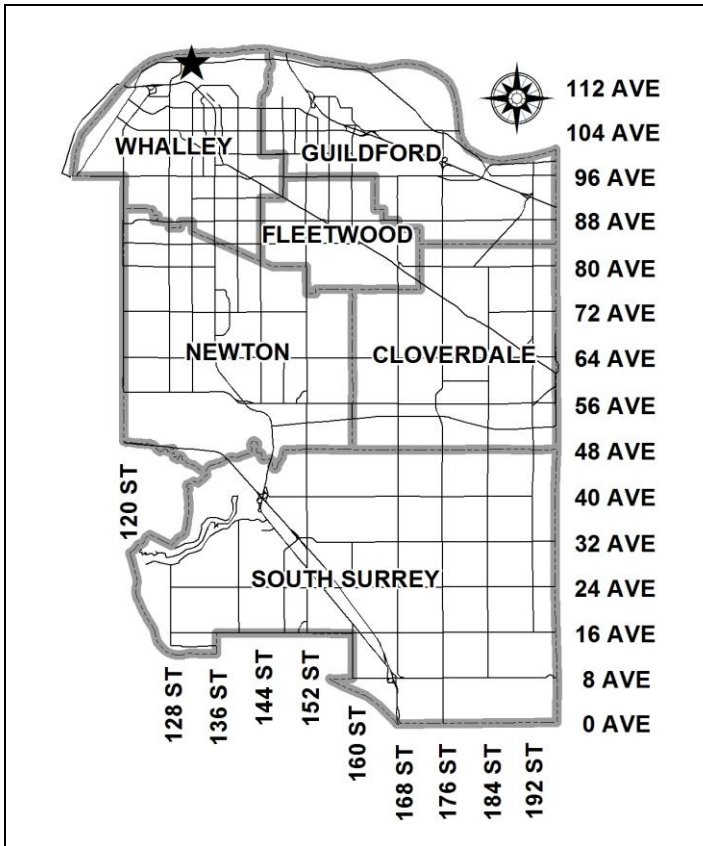 112 AVE
104 AVE
WHALLEY
GUILDFORD
96 AVE
88 AVE
FLEETWOOD
80 AVE
72 AVE
NEWTON
CLOVERDALE
64 AVE
56 AVE
48 AVE
120 ST
40 AVE
32 AVE
SOUTH SURREY
24 AVE
16 AVE
8 AVE
0 AVE
128 ST
136 ST
144 ST
152 ST
160 ST
168 ST
176 ST
184 ST
192 ST